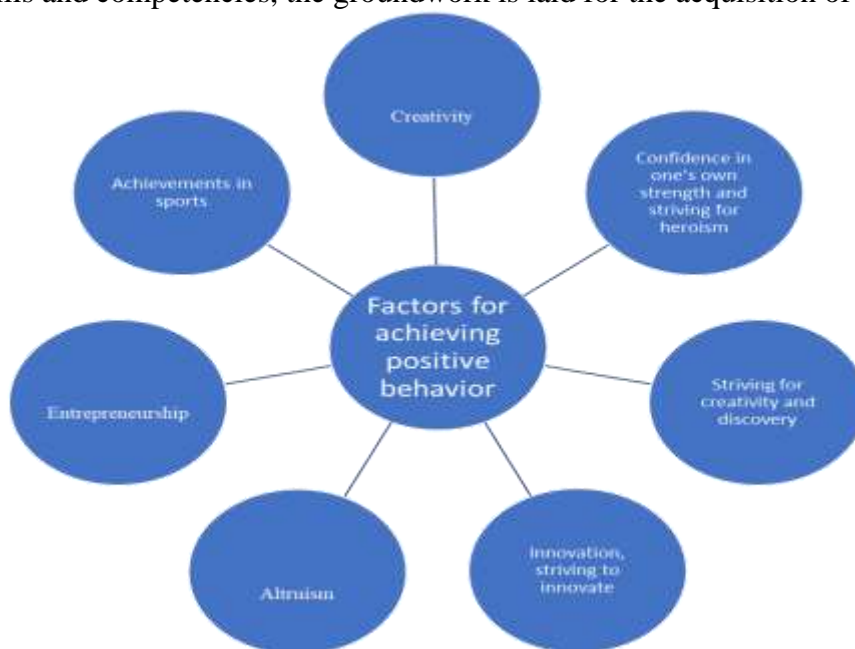 and competencies, the groundwork is laid for the acquisition of
Creativity
Confidence in
one's own
strength and
striving for
heroism
Striving for
creativity and
discovery
Innovation,
striving to
innovate
Altruism
Entrepreneurship
Achievements in
sports
Factors for
achieving
positive
behavior